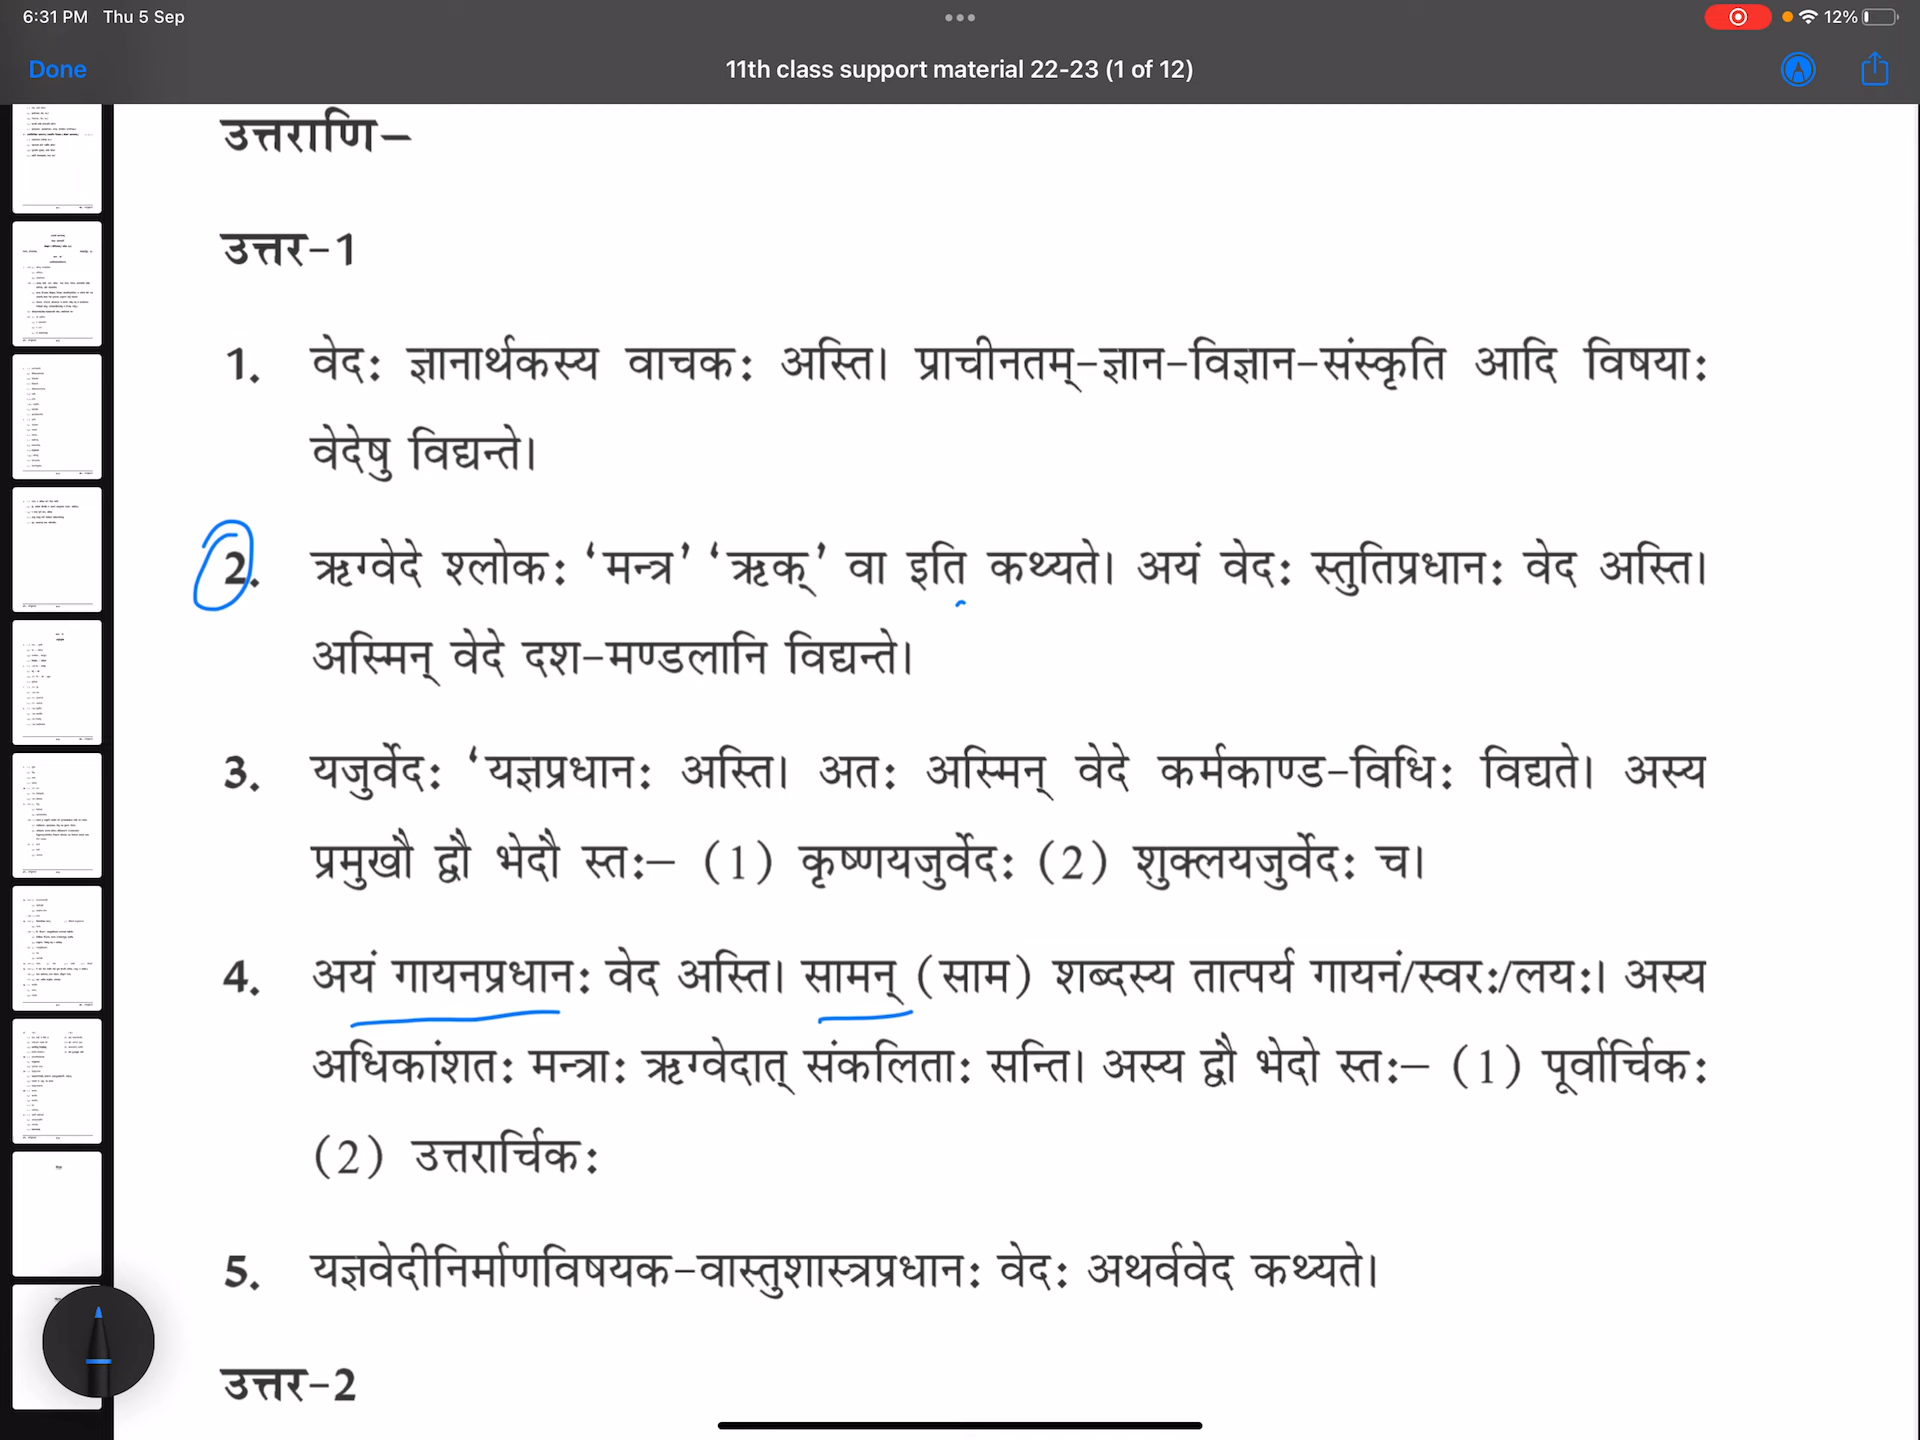 6:31 PM Thu 5 Sep
12%
Done
11th class support material 22-23 (1 of 12)
उत्तराणि–
उत्तर-1
1. वेद: ज्ञानार्थकस्य वाचक: अस्ति। प्राचीनतम्-ज्ञान-विज्ञान-संस्कृति आदि विषया:
वेदेषु विद्यन्ते।
2. ऋग्वेदे श्लोक: ‘मन्त्र’ ‘ऋक्’ वा इति कथ्यते। अयं वेद: स्तुतिप्रधान: वेद अस्ति।
अस्मिन् वेदे दश-मण्डलानि विद्यन्ते।
3. यजुर्वेद: ‘यज्ञप्रधान: अस्ति। अत: अस्मिन् वेदे कर्मकाण्ड-विधि: विद्यते। अस्य
प्रमुखौ द्वौ भेदौ स्त:– (1) कृष्णयजुर्वेद: (2) शुक्लयजुर्वेद: च।
4. अयं गायनप्रधान: वेद अस्ति। सामन् (साम) शब्दस्य तात्पर्य गायनं/स्वर:/लय:। अस्य
अधिकांशत: मन्त्रा: ऋग्वेदात् संकलिता: सन्ति। अस्य द्वौ भेदो स्त:– (1) पूर्वार्चिक:
(2) उत्तरार्चिक:
5. यज्ञवेदीनिर्माणविषयक-वास्तुशास्त्रप्रधान: वेद: अथर्ववेद कथ्यते।
उत्तर-2